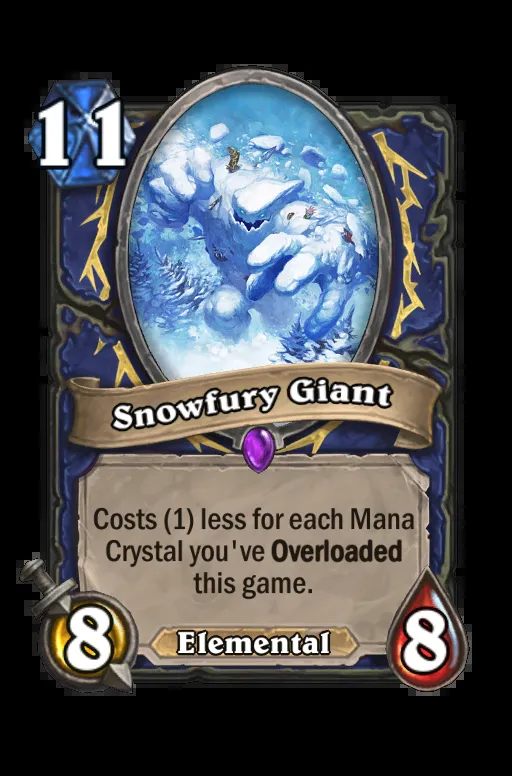 11
Snowfury Giant
Costs (1) less for each Mana
Crystal you've Overloaded
this game.
8
Elemental
8